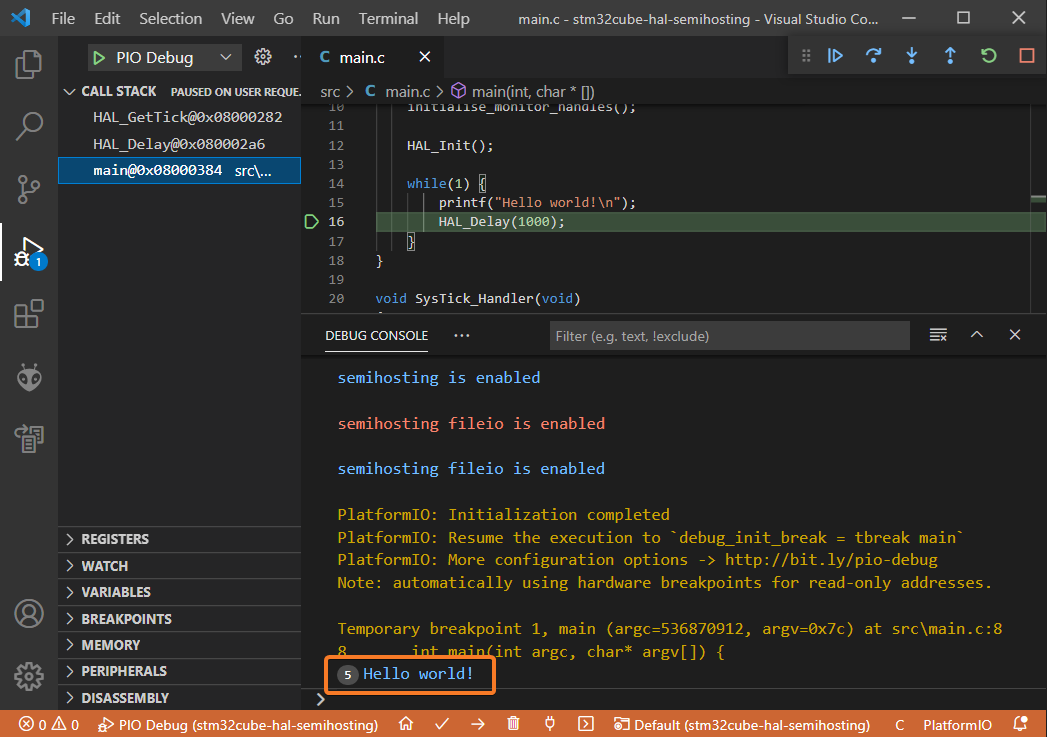 File Edit Selection View Go Run Terminal Help main.c - stm32cube-hal-semihosting - Visual Studio Co...
PIO Debug
CALL STACK PAUSED ON USER REQUE.
HAL_GetTick@0x08000282
HAL_Delay@0x080002a6
main@0x08000384 src\...
1
REGISTERS
WATCH
VARIABLES
BREAKPOINTS
MEMORY
PERIPHERALS
DISASSEMBLY
C main.c
src > C main.c > main(int, char * [])
10 initialise_monitor_handles();
11
12 HAL_Init();
13
14 while(1) {
15 printf("Hello world!\n");
16 HAL_Delay(1000);
17 }
18 }
19
20 void SysTick_Handler(void)
DEBUG CONSOLE ... Filter (e.g. text, !exclude)
semihosting is enabled
semihosting fileio is enabled
semihosting fileio is enabled
PlatformIO: Initialization completed
PlatformIO: Resume the execution to `debug_init_break = tbreak main`
PlatformIO: More configuration options -> http://bit.ly/pio-debug
Note: automatically using hardware breakpoints for read-only addresses.
Temporary breakpoint 1, main (argc=536870912, argv=0x7c) at src\main.c:8
8 int main(int argc, char* argv[]) {
5 Hello world!
>
0 0 PIO Debug (stm32cube-hal-semihosting) Default (stm32cube-hal-semihosting) C PlatformIO